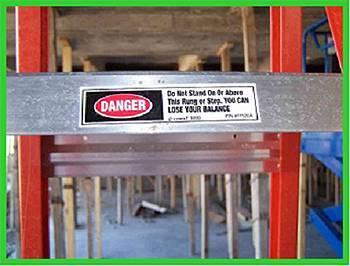 DANGER
Do Not Stand On Or Above
This Rung or Step. YOU CAN
LOSE YOUR BALANCE